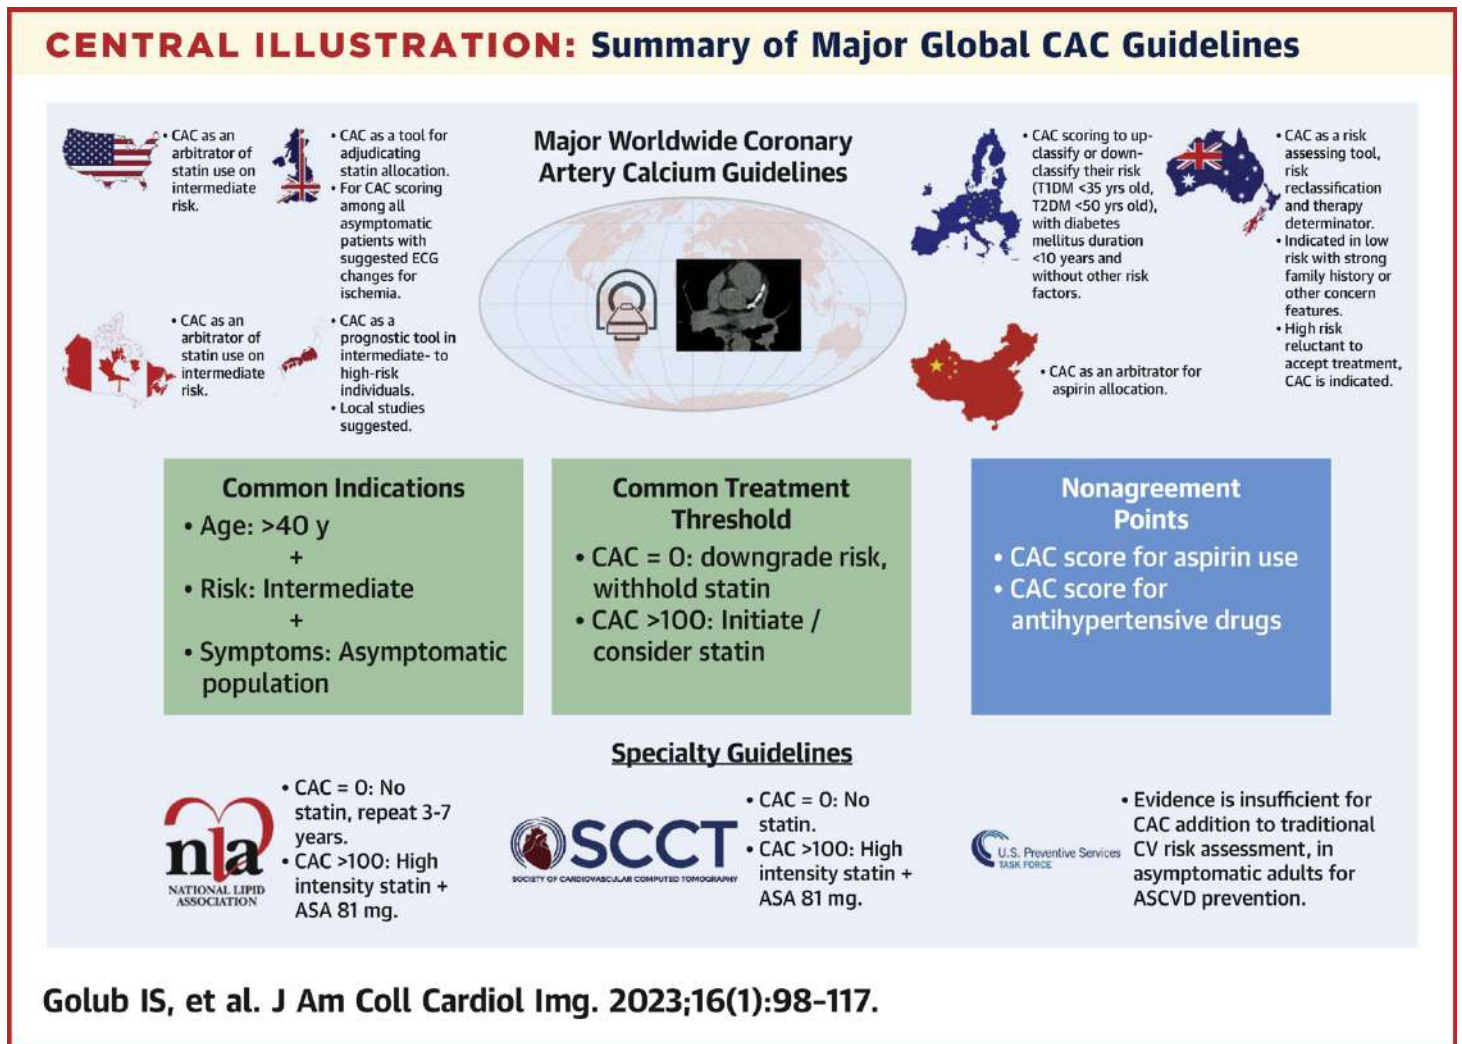 CENTRAL ILLUSTRATION: Summary of Major Global CAC Guidelines
• CAC as an
arbitrator of
statin use on
intermediate
risk.
• CAC as a tool for
adjudicating
statin allocation.
• For CAC scoring
among all
asymptomatic
patients with
suggested ECG
changes for
ischemia.
• CAC as an
arbitrator of
statin use on
intermediate
risk.
• CAC as a
prognostic tool in
intermediate- to
high-risk
individuals.
• Local studies
suggested.
Major Worldwide Coronary
Artery Calcium Guidelines
• CAC scoring to up-
classify or down-
classify their risk
(T1DM <35 yrs old,
T2DM <50 yrs old),
with diabetes
mellitus duration
<10 years and
without other risk
factors.
• CAC as a risk
assessing tool,
risk
reclassification
and therapy
determinator.
• Indicated in low
risk with strong
family history or
other concern
features.
• High risk
reluctant to
accept treatment,
CAC is indicated.
• CAC as an arbitrator for
aspirin allocation.
Common Indications
• Age: >40 y
+
• Risk: Intermediate
+
• Symptoms: Asymptomatic
population
Common Treatment
Threshold
• CAC = 0: downgrade risk,
withhold statin
• CAC >100: Initiate /
consider statin
Nonagreement
Points
• CAC score for aspirin use
• CAC score for
antihypertensive drugs
Specialty Guidelines
nla
NATIONAL LIPID
ASSOCIATION
• CAC = 0: No
statin, repeat 3-7
years.
• CAC >100: High
intensity statin +
ASA 81 mg.
SCCT
SOCIETY OF CARDIOVASCULAR COMPUTED TOMOGRAPHY
• CAC = 0: No
statin.
• CAC >100: High
intensity statin +
ASA 81 mg.
U.S. Preventive Services
TASK FORCE
• Evidence is insufficient for
CAC addition to traditional
CV risk assessment, in
asymptomatic adults for
ASCVD prevention.
Golub IS, et al. J Am Coll Cardiol Img. 2023;16(1):98–117.